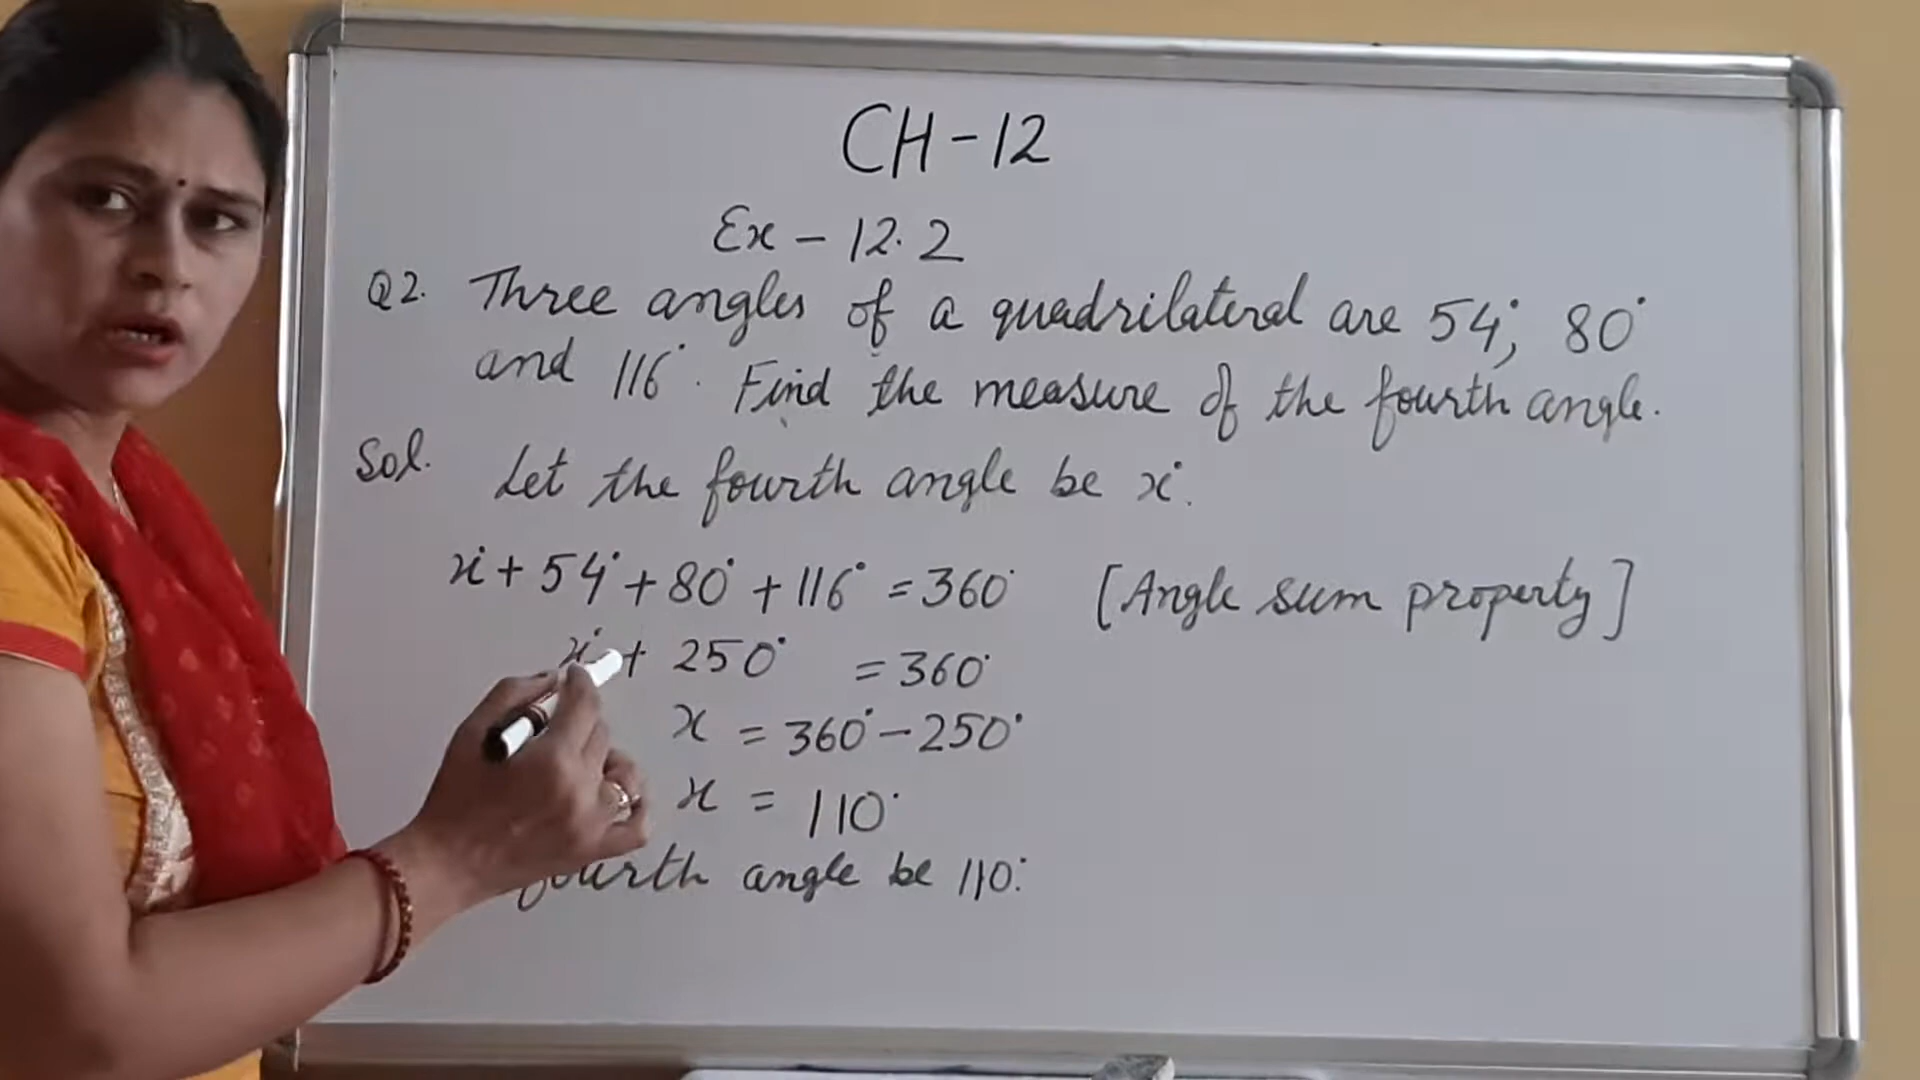 CH-12
Ex - 12.2
Q2. Three angles of a quadrilateral are 54°, 80°
and 116°. Find the measure of the fourth angle.
Sol. Let the fourth angle be x°.
x° + 54° + 80° + 116° = 360° [Angle sum property]
x° + 250° = 360°
x = 360° - 250°
x = 110°
fourth angle be 110°.